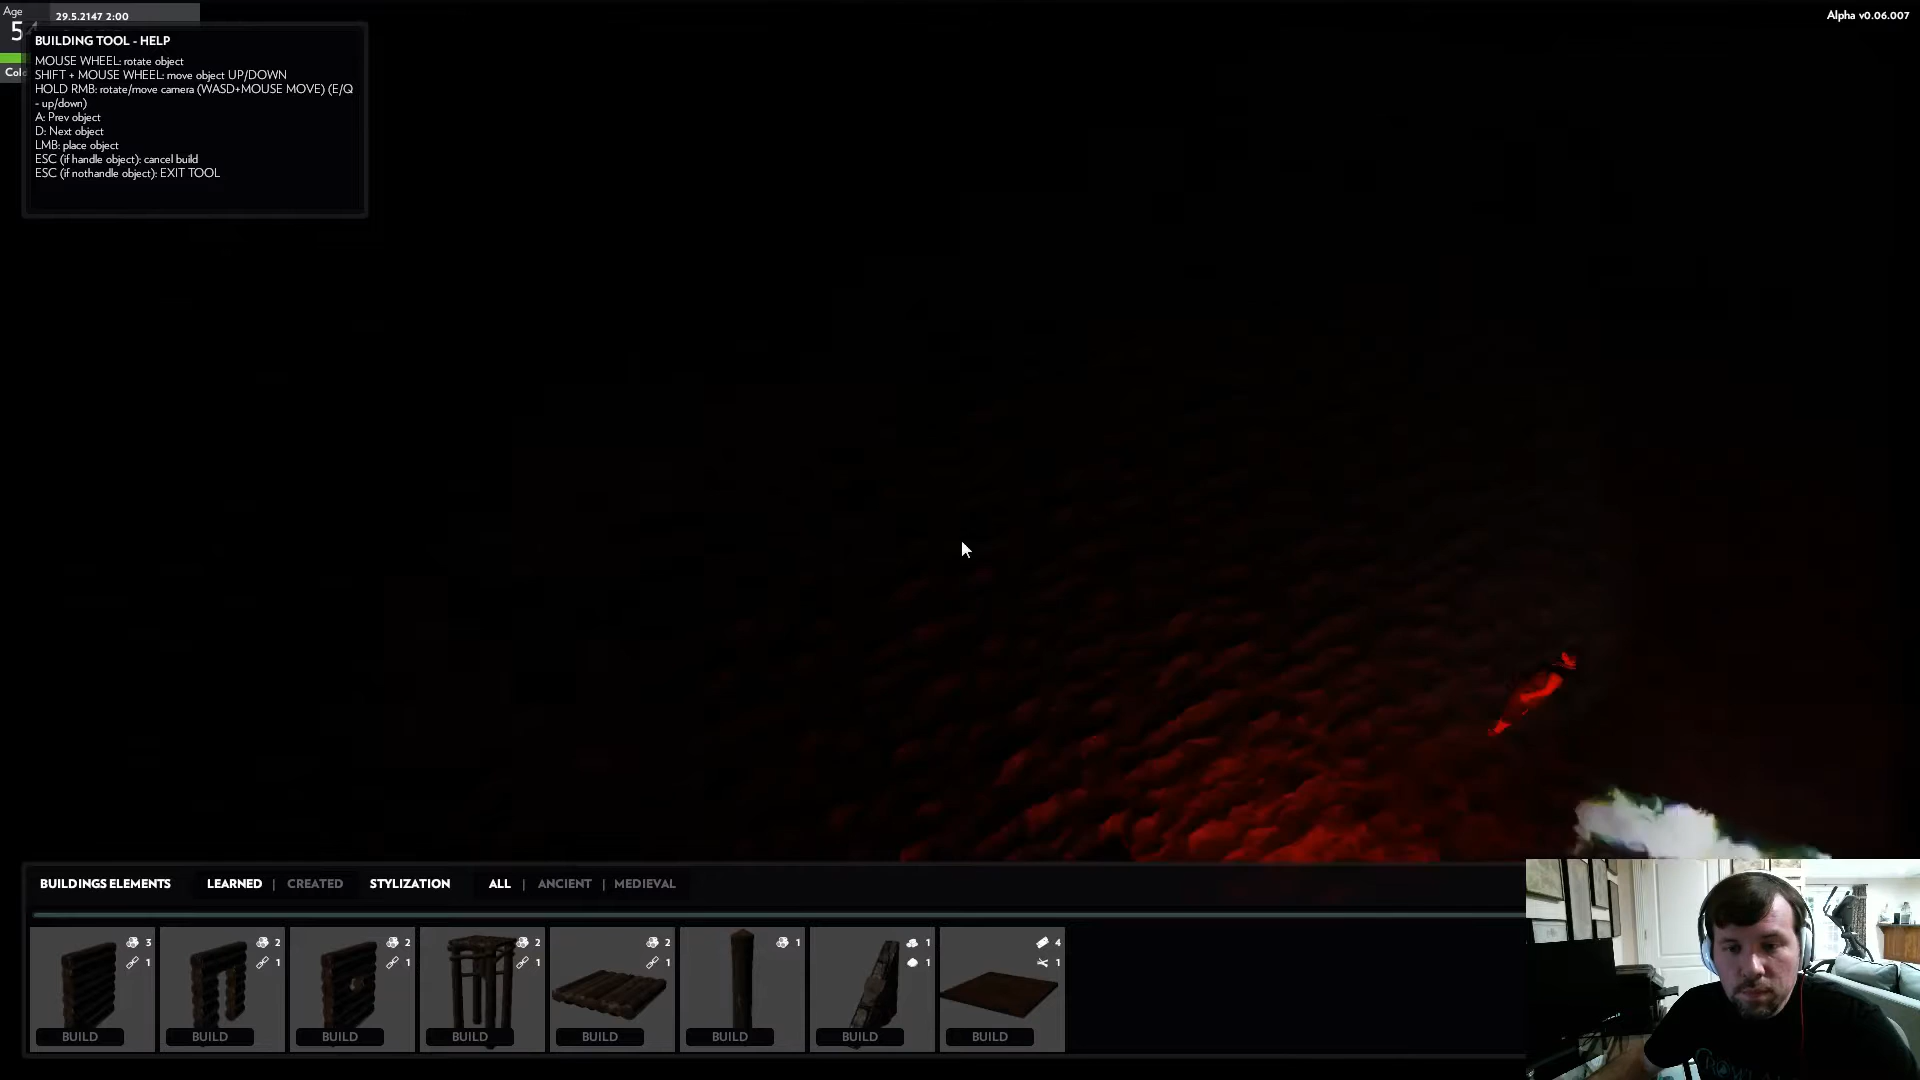 Age
29.5.2147 2:00
Alpha v0.06.007
5
BUILDING TOOL - HELP
MOUSE WHEEL: rotate object
SHIFT + MOUSE WHEEL: move object UP/DOWN
HOLD RMB: rotate/move camera (WASD+MOUSE MOVE) (E/Q
- up/down)
A: Prev object
D: Next object
LMB: place object
ESC (if handle object): cancel build
ESC (if nothandle object): EXIT TOOL
BUILDINGS ELEMENTS LEARNED | CREATED STYLIZATION ALL | ANCIENT | MEDIEVAL
3 2 2 2 2 1 1 4
1 1 1 1 1 1 1
BUILD BUILD BUILD BUILD BUILD BUILD BUILD BUILD